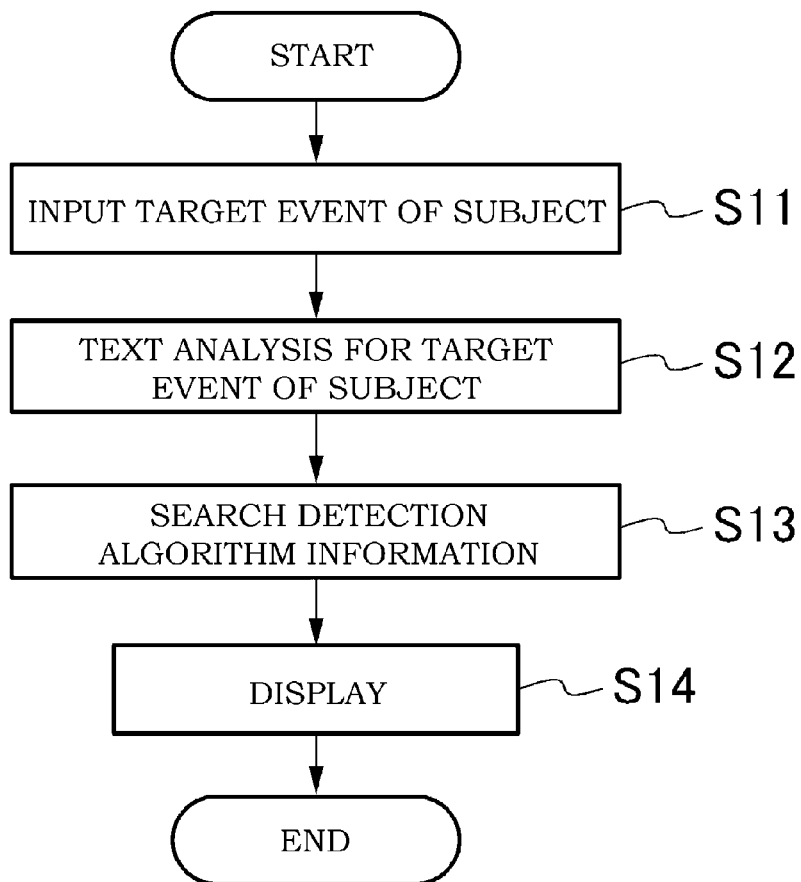 START
INPUT TARGET EVENT OF SUBJECT
S11
TEXT ANALYSIS FOR TARGET
EVENT OF SUBJECT
S12
SEARCH DETECTION
ALGORITHM INFORMATION
S13
DISPLAY
S14
END